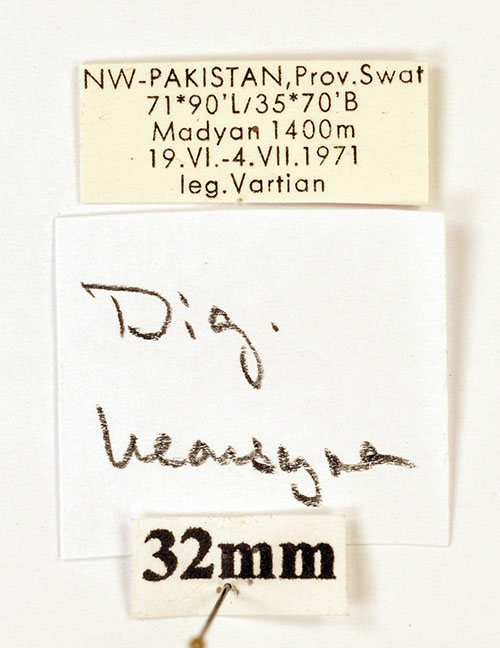 NW-PAKISTAN,Prov.Swat
71*90'L/35*70'B
Madyan 1400m
19.VI.-4.VII.1971
leg.Vartian
Dig.
32mm